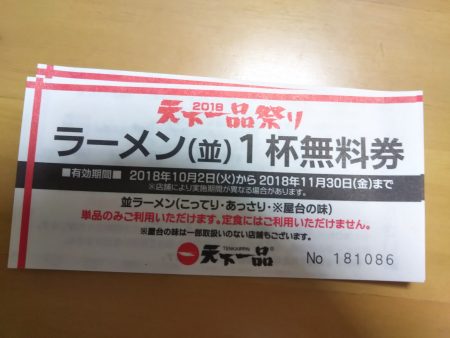 2018
天下一品祭り
ラーメン(並)1杯無料券
■有効期間■ 2018年10月2日(火)から2018年11月30日(金)まで
※店舗により実施期間が異なる場合があります。
並ラーメン(こってり・あっさり・※屋台の味)
単品のみご利用いただけます。定食にはご利用いただけません。
※屋台の味は一部取扱いのない店舗もございます。
TENKAIPPIN
天下一品®
No 181086